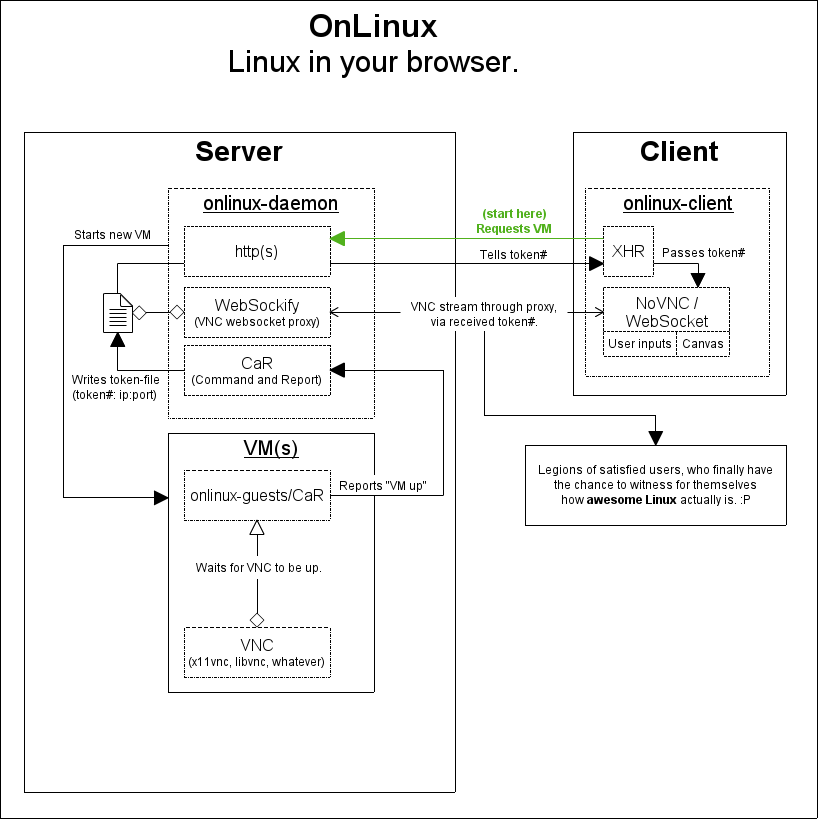 OnLinux
Linux in your browser.
Server
Client
onlinux-daemon
onlinux-client
(start here)
Requests VM
Starts new VM
http(s)
XHR
Tells token#
Passes token#
WebSockify
(VNC websocket proxy)
VNC stream through proxy,
via received token#.
NoVNC /
WebSocket
User inputs
Canvas
CaR
(Command and Report)
Writes token-file
(token#: ip:port)
VM(s)
onlinux-guests/CaR
Reports "VM up"
Legions of satisfied users, who finally have
the chance to witness for themselves
how awesome Linux actually is. :P
Waits for VNC to be up.
VNC
(x11vnc, libvnc, whatever)